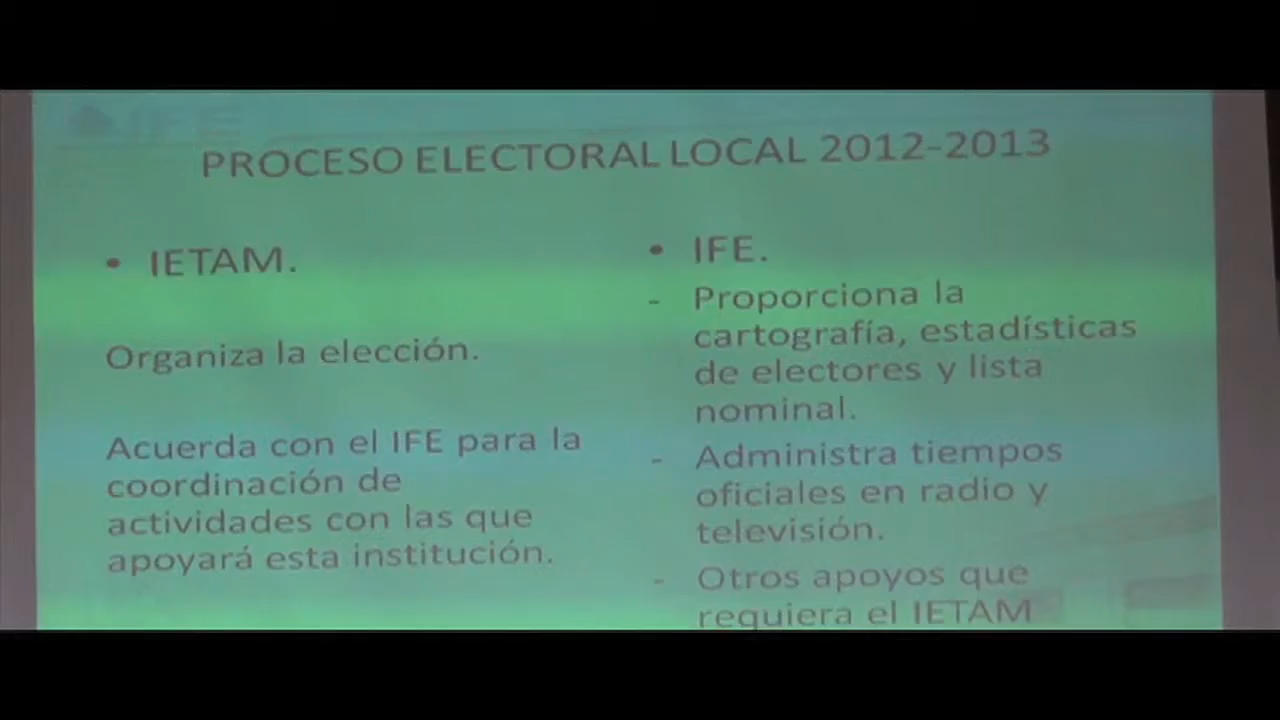 IFE
PROCESO ELECTORAL LOCAL 2012-2013
• IETAM.
Organiza la elección.
Acuerda con el IFE para la
coordinación de
actividades con las que
apoyará esta institución.
• IFE.
- Proporciona la
cartografía, estadísticas
de electores y lista
nominal.
- Administra tiempos
oficiales en radio y
televisión.
- Otros apoyos que
requiera el IETAM